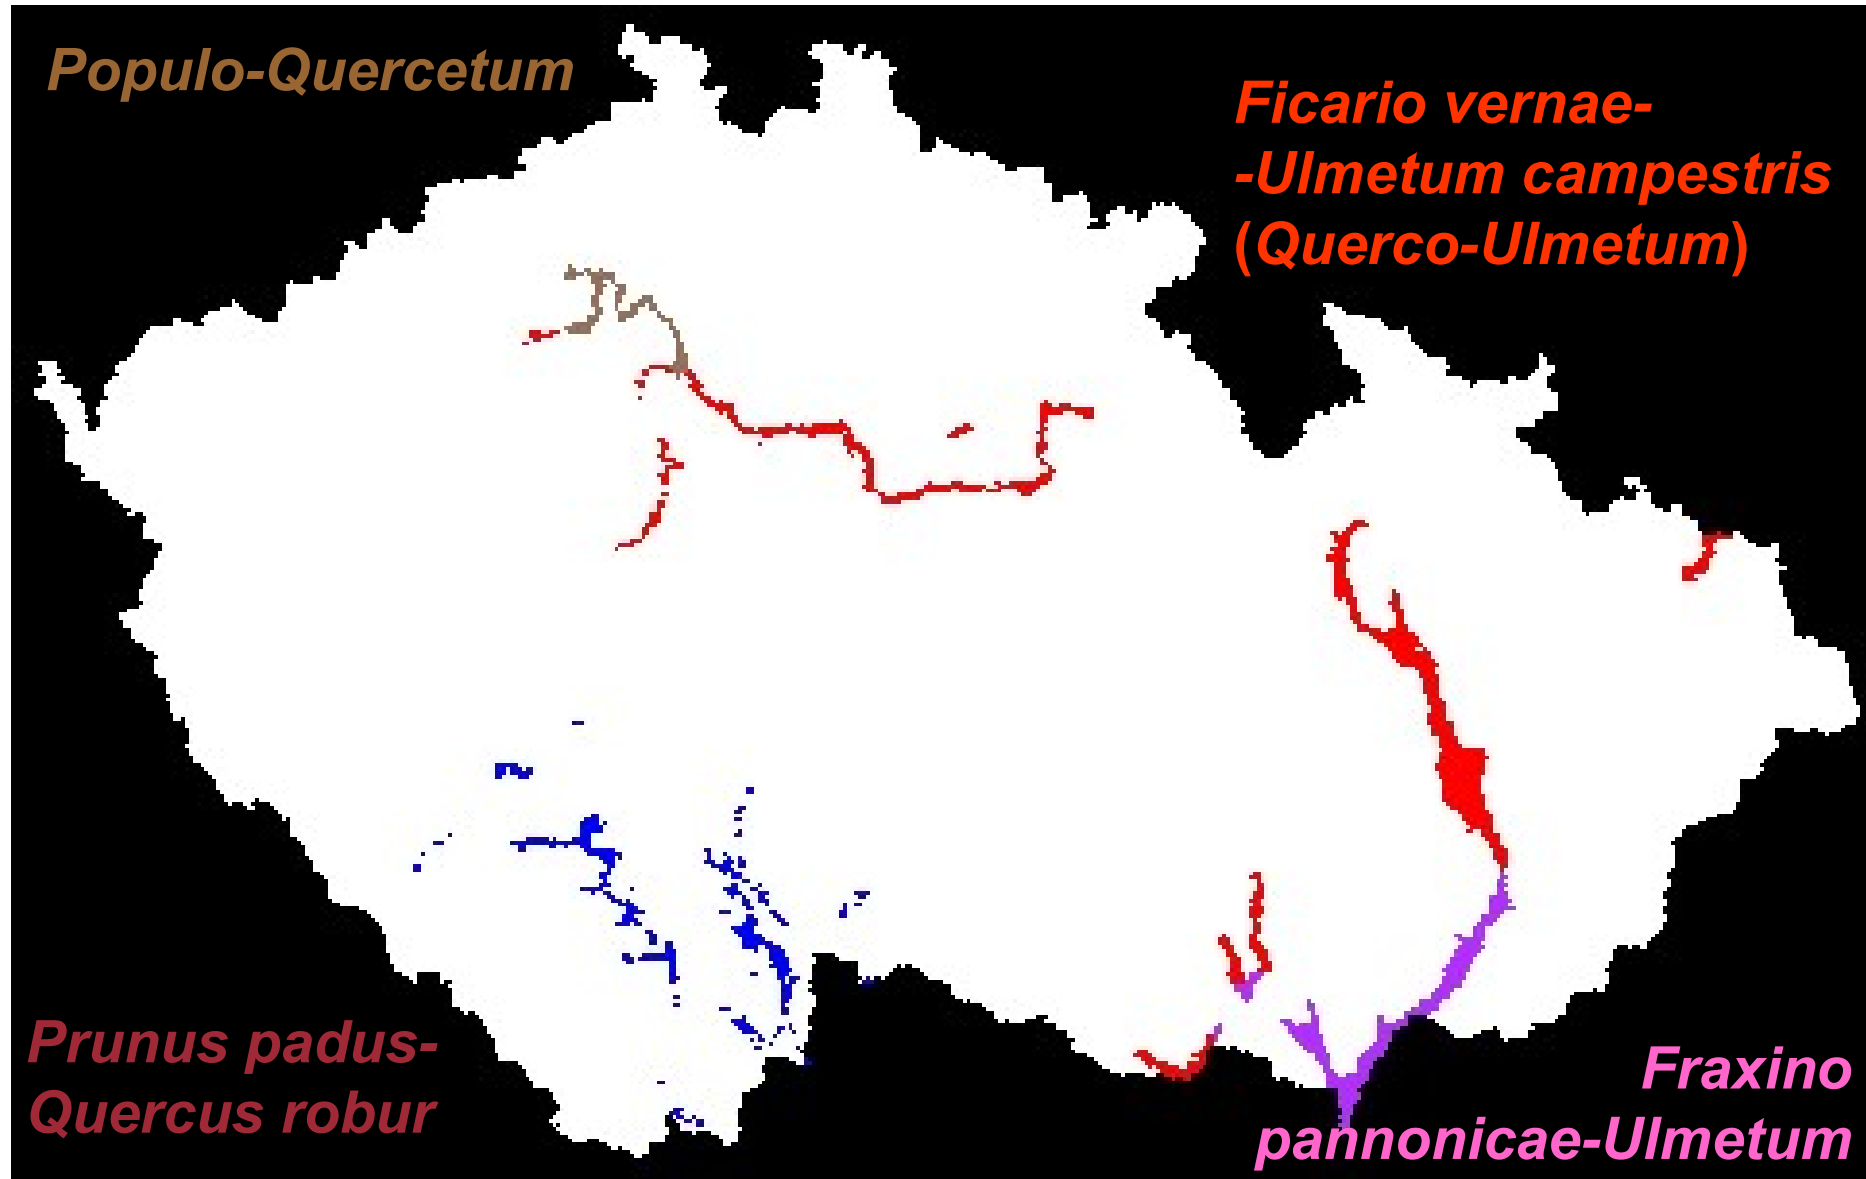 Populo-Quercetum
Ficario vernae-
-Ulmetum campestris
(Querco-Ulmetum)
Prunus padus-
Quercus robur
Fraxino
pannonicae-Ulmetum